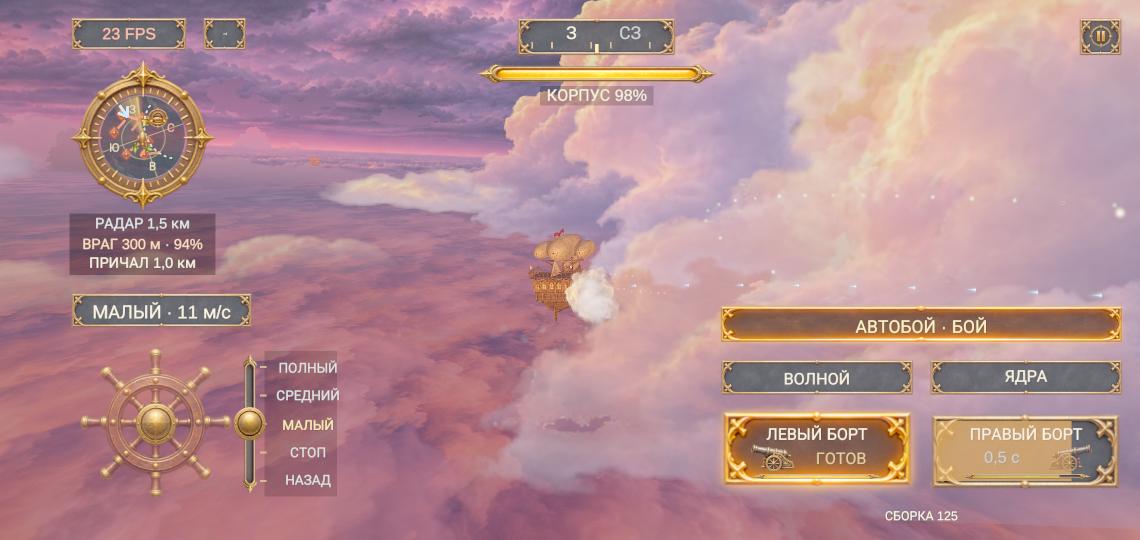 23 FPS
З СЗ
КОРПУС 98%
З
С
Ю
В
РАДАР 1,5 км
ВРАГ 300 м · 94%
ПРИЧАЛ 1,0 км
МАЛЫЙ · 11 м/с
ПОЛНЫЙ
СРЕДНИЙ
МАЛЫЙ
СТОП
НАЗАД
АВТОБОЙ · БОЙ
ВОЛНОЙ
ЯДРА
ЛЕВЫЙ БОРТ
ГОТОВ
ПРАВЫЙ БОРТ
0,5 с
СБОРКА 125